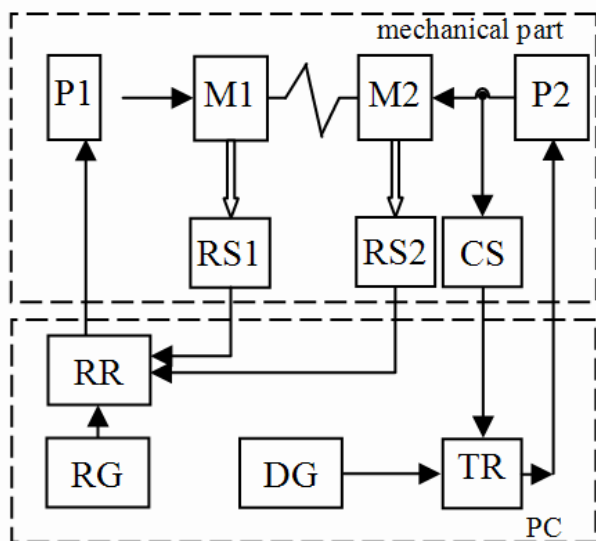 mechanical part
P1
M1
M2
P2
RS1
RS2
CS
RR
RG
DG
TR
PC